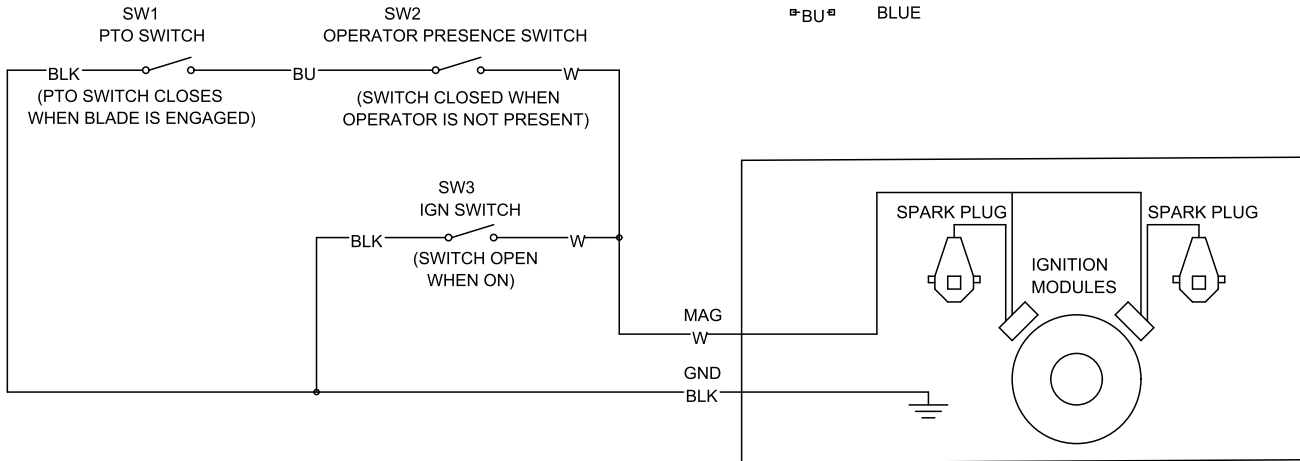 SW1
PTO SWITCH
SW2
OPERATOR PRESENCE SWITCH
BU
BLUE
BLK
BU
W
(PTO SWITCH CLOSES
WHEN BLADE IS ENGAGED)
(SWITCH CLOSED WHEN
OPERATOR IS NOT PRESENT)
SW3
IGN SWITCH
BLK
W
(SWITCH OPEN
WHEN ON)
SPARK PLUG
SPARK PLUG
IGNITION
MODULES
MAG
W
GND
BLK